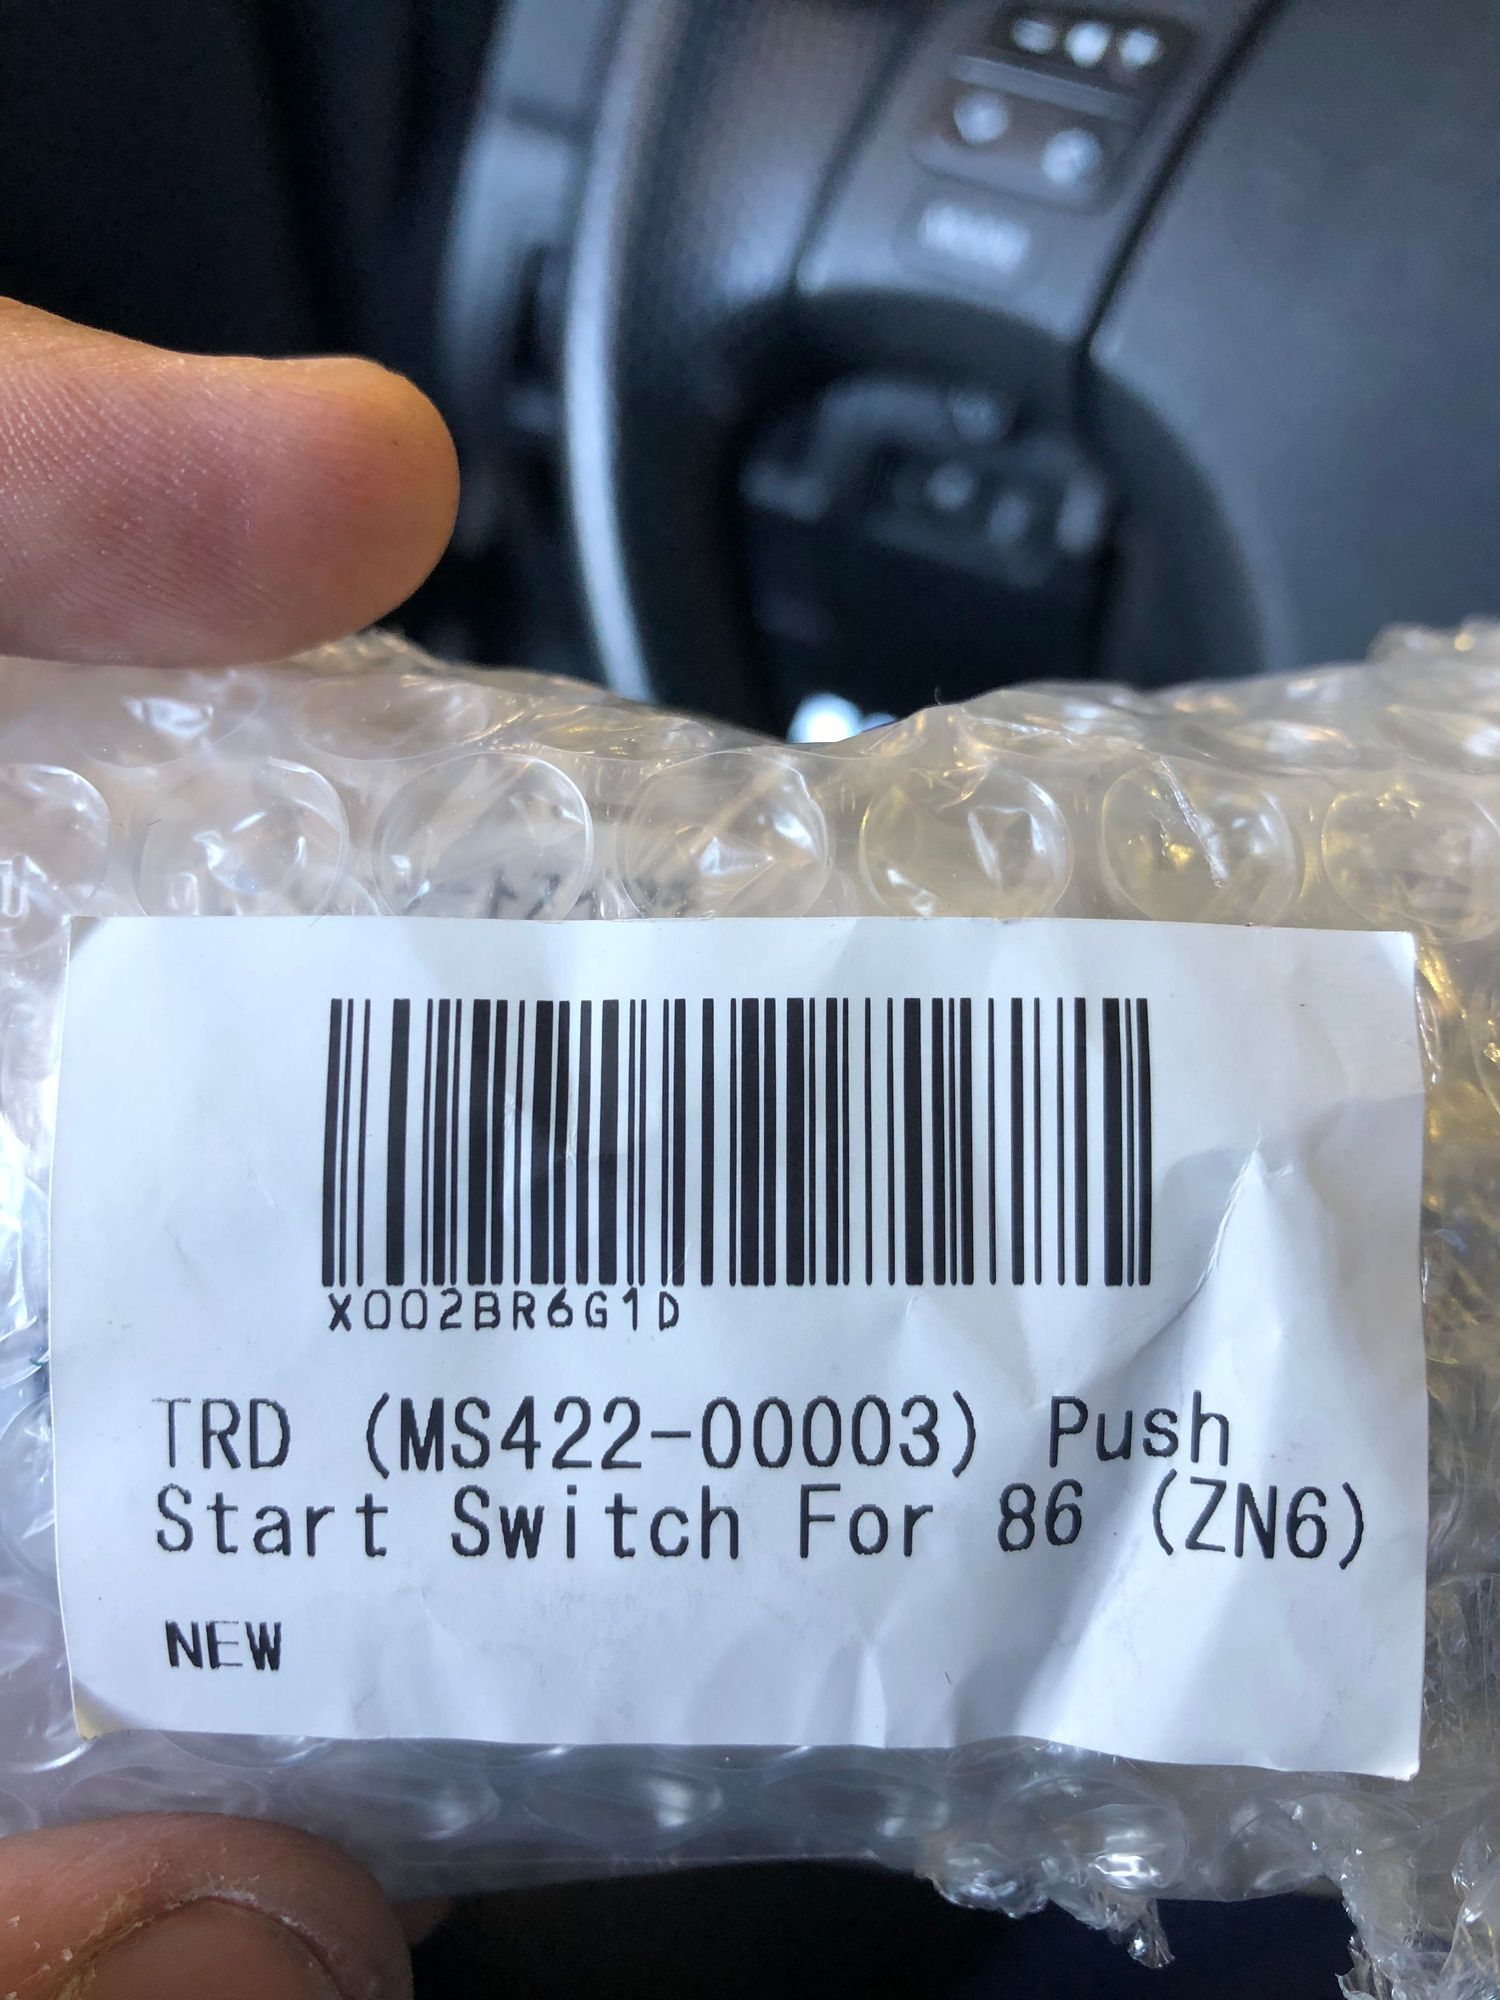 X002BR6G1D
TRD (MS422-00003) Push
Start Switch For 86 (ZN6)
NEW